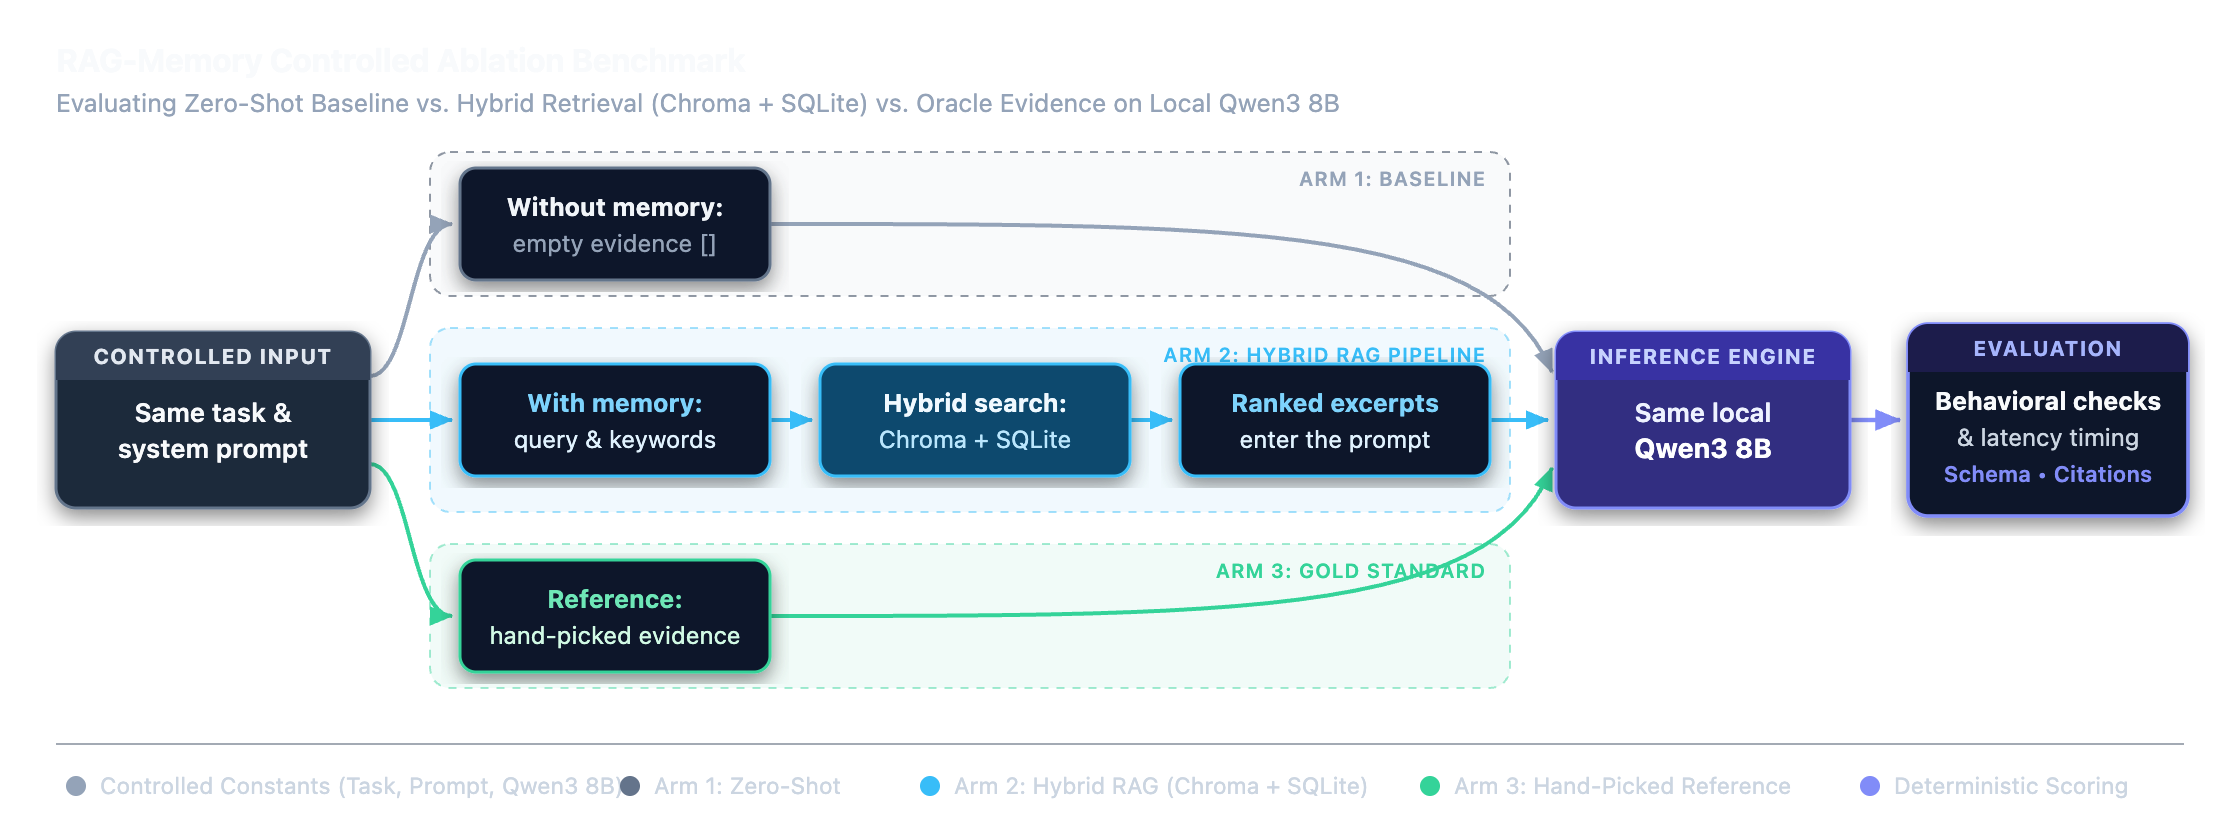 RAG-Memory Controlled Ablation Benchmark
Evaluating Zero-Shot Baseline vs. Hybrid Retrieval (Chroma + SQLite) vs. Oracle Evidence on Local Qwen3 8B
ARM 1: BASELINE
Without memory:
empty evidence []
CONTROLLED INPUT
Same task &
system prompt
ARM 2: HYBRID RAG PIPELINE
With memory:
query & keywords
Hybrid search:
Chroma + SQLite
Ranked excerpts
enter the prompt
ARM 3: GOLD STANDARD
Reference:
hand-picked evidence
INFERENCE ENGINE
Same local
Qwen3 8B
EVALUATION
Behavioral checks
& latency timing
Schema • Citations
Controlled Constants (Task, Prompt, Qwen3 8B)
Arm 1: Zero-Shot
Arm 2: Hybrid RAG (Chroma + SQLite)
Arm 3: Hand-Picked Reference
Deterministic Scoring